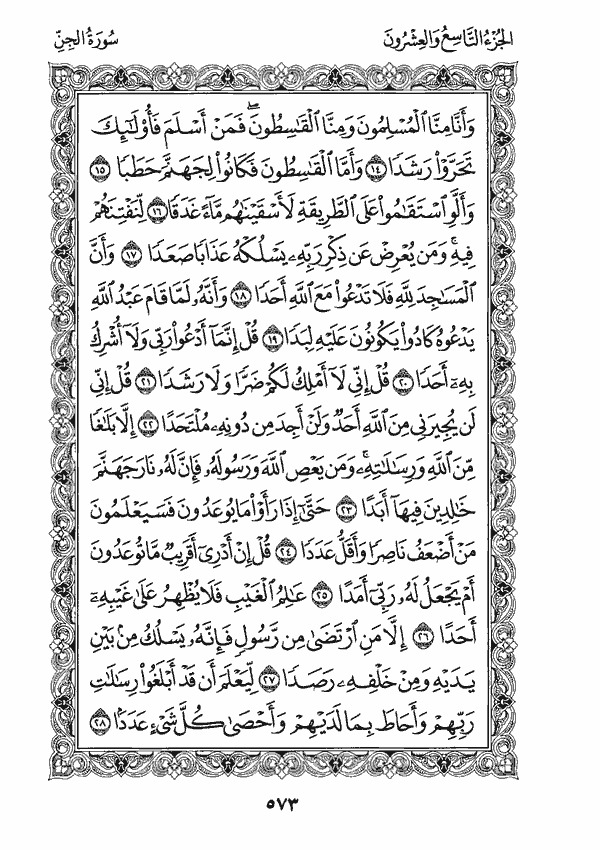 الجُزْءُ التَّاسِعُ وَالعِشْرُونَ
سُورَةُ الجِنِّ
وَأَنَّا مِنَّا ٱلْمُسْلِمُونَ وَمِنَّا ٱلْقَٰسِطُونَۖ فَمَنْ أَسْلَمَ فَأُو۟لَٰٓئِكَ
تَحَرَّوْا۟ رَشَدًا ١٤ وَأَمَّا ٱلْقَٰسِطُونَ فَكَانُوا۟ لِجَهَنَّمَ حَطَبًا ١٥
وَأَلَّوِ ٱسْتَقَٰمُوا۟ عَلَى ٱلطَّرِيقَةِ لَأَسْقَيْنَٰهُم مَّآءً غَدَقًا ١٦ لِّنَفْتِنَهُمْ
فِيهِۚ وَمَن يُعْرِضْ عَن ذِكْرِ رَبِّهِۦ يَسْلُكْهُ عَذَابًا صَعَدًا ١٧ وَأَنَّ
ٱلْمَسَٰجِدَ لِلَّهِ فَلَا تَدْعُوا۟ مَعَ ٱللَّهِ أَحَدًا ١٨ وَأَنَّهُۥ لَمَّا قَامَ عَبْدُ ٱللَّهِ
يَدْعُوهُ كَادُوا۟ يَكُونُونَ عَلَيْهِ لِبَدًا ١٩ قُلْ إِنَّمَآ أَدْعُوا۟ رَبِّى وَلَآ أُشْرِكُ
بِهِۦٓ أَحَدًا ٢٠ قُلْ إِنِّى لَآ أَمْلِكُ لَكُمْ ضَرًّا وَلَا رَشَدًا ٢١ قُلْ إِنِّى
لَن يُجِيرَنِى مِنَ ٱللَّهِ أَحَدٌ وَلَنْ أَجِدَ مِن دُونِهِۦ مُلْتَحَدًا ٢٢ إِلَّا بَلَٰغًا
مِّنَ ٱللَّهِ وَرِسَٰلَٰتِهِۦۚ وَمَن يَعْصِ ٱللَّهَ وَرَسُولَهُۥ فَإِنَّ لَهُۥ نَارَ جَهَنَّمَ
خَٰلِدِينَ فِيهَآ أَبَدًا ٢٣ حَتَّىٰٓ إِذَا رَأَوْا۟ مَا يُوعَدُونَ فَسَيَعْلَمُونَ
مَنْ أَضْعَفُ نَاصِرًا وَأَقَلُّ عَدَدًا ٢٤ قُلْ إِنْ أَدْرِىٓ أَقَرِيبٌ مَّا تُوعَدُونَ
أَمْ يَجْعَلُ لَهُۥ رَبِّىٓ أَمَدًا ٢٥ عَٰلِمُ ٱلْغَيْبِ فَلَا يُظْهِرُ عَلَىٰ غَيْبِهِۦٓ
أَحَدًا ٢٦ إِلَّا مَنِ ٱرْتَضَىٰ مِن رَّسُولٍ فَإِنَّهُۥ يَسْلُكُ مِنۢ بَيْنِ
يَدَيْهِ وَمِنْ خَلْفِهِۦ رَصَدًا ٢٧ لِّيَعْلَمَ أَن قَدْ أَبْلَغُوا۟ رِسَٰلَٰتِ
رَبِّهِمْ وَأَحَاطَ بِمَا لَدَيْهِمْ وَأَحْصَىٰ كُلَّ شَىْءٍ عَدَدًۢا ٢٨
٥٧٣